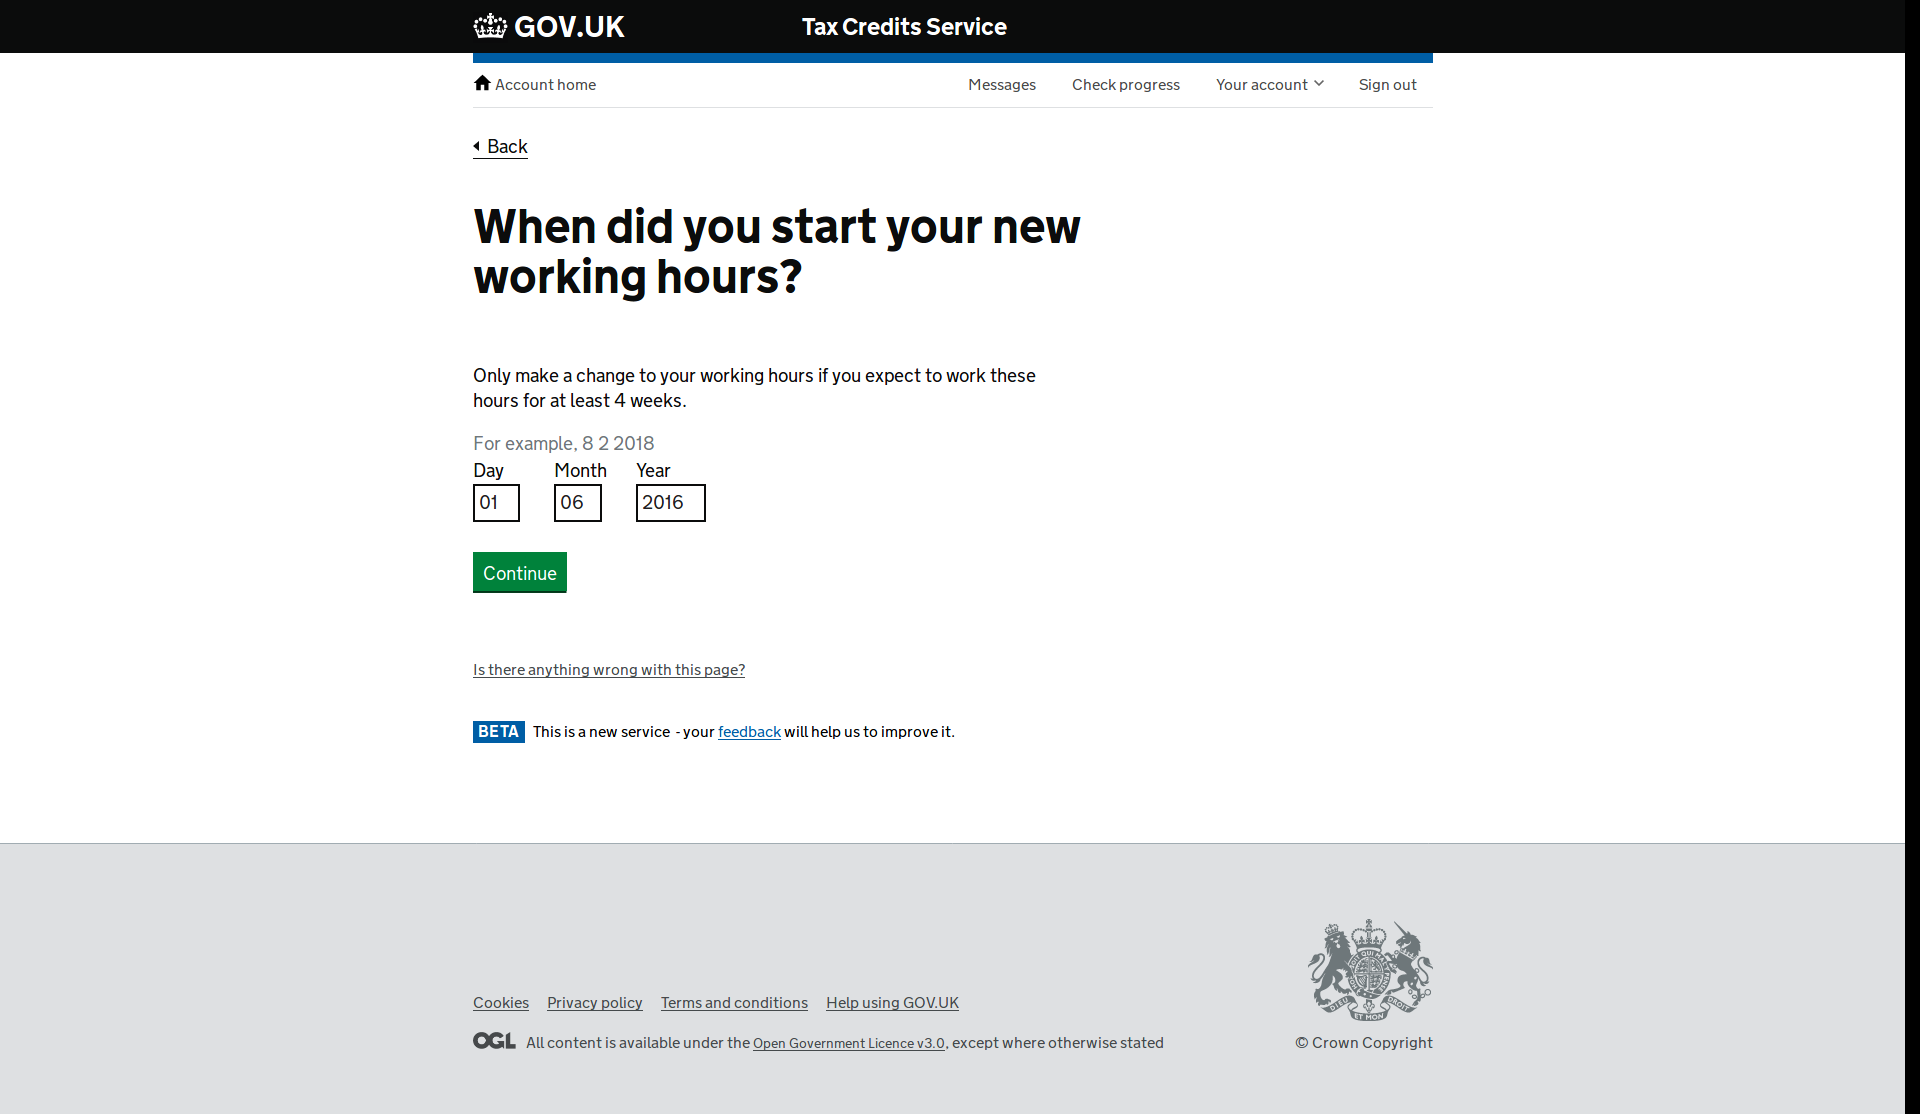 GOV.UK
Tax Credits Service
Account home
Messages
Check progress
Your account
Sign out
Back
When did you start your new
working hours?
Only make a change to your working hours if you expect to work these
hours for at least 4 weeks.
For example, 8 2 2018
Day Month Year
01 06 2016
Continue
Is there anything wrong with this page?
BETA This is a new service - your feedback will help us to improve it.
Cookies Privacy policy Terms and conditions Help using GOV.UK
OGL All content is available under the Open Government Licence v3.0, except where otherwise stated
DIEU ET MON DROIT
© Crown Copyright